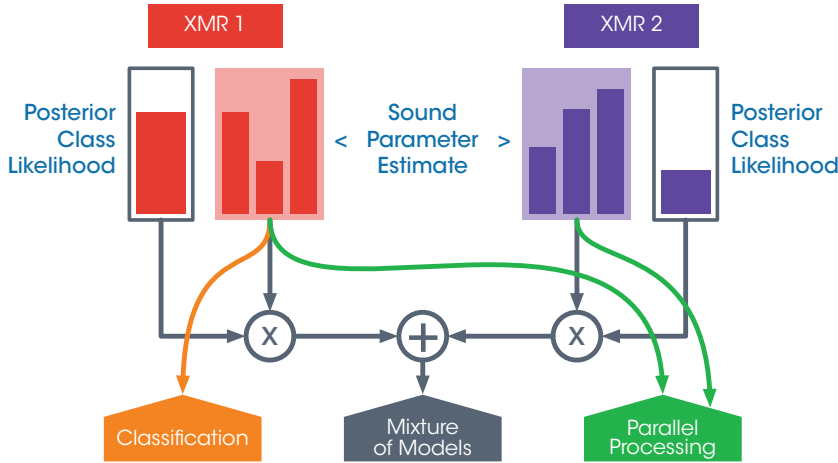 XMR 1
XMR 2
Posterior
Class
Likelihood
< Sound >
Parameter
Estimate
Posterior
Class
Likelihood
X
+
X
Classification
Mixture
of Models
Parallel
Processing